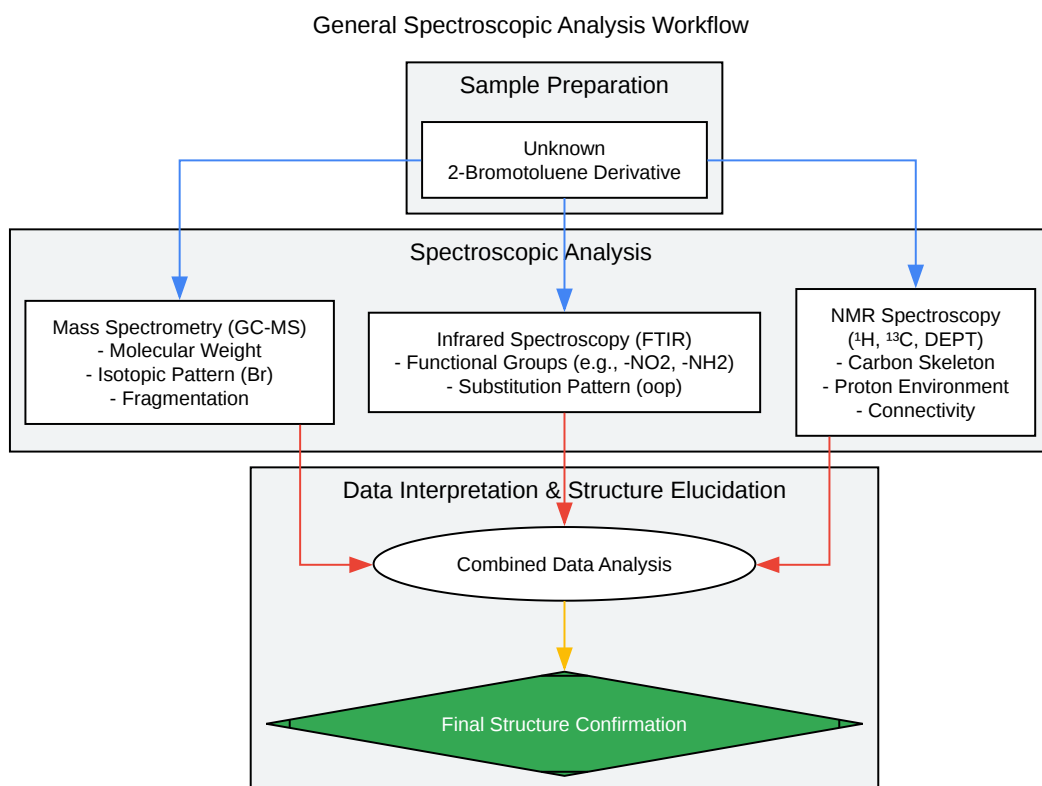 General Spectroscopic Analysis Workflow
Sample Preparation
Unknown
2-Bromotoluene Derivative
Spectroscopic Analysis
Mass Spectrometry (GC-MS)
- Molecular Weight
- Isotopic Pattern (Br)
- Fragmentation
Infrared Spectroscopy (FTIR)
- Functional Groups (e.g., -NO2, -NH2)
- Substitution Pattern (oop)
NMR Spectroscopy
(¹H, ¹³C, DEPT)
- Carbon Skeleton
- Proton Environment
- Connectivity
Data Interpretation & Structure Elucidation
Combined Data Analysis
Final Structure Confirmation